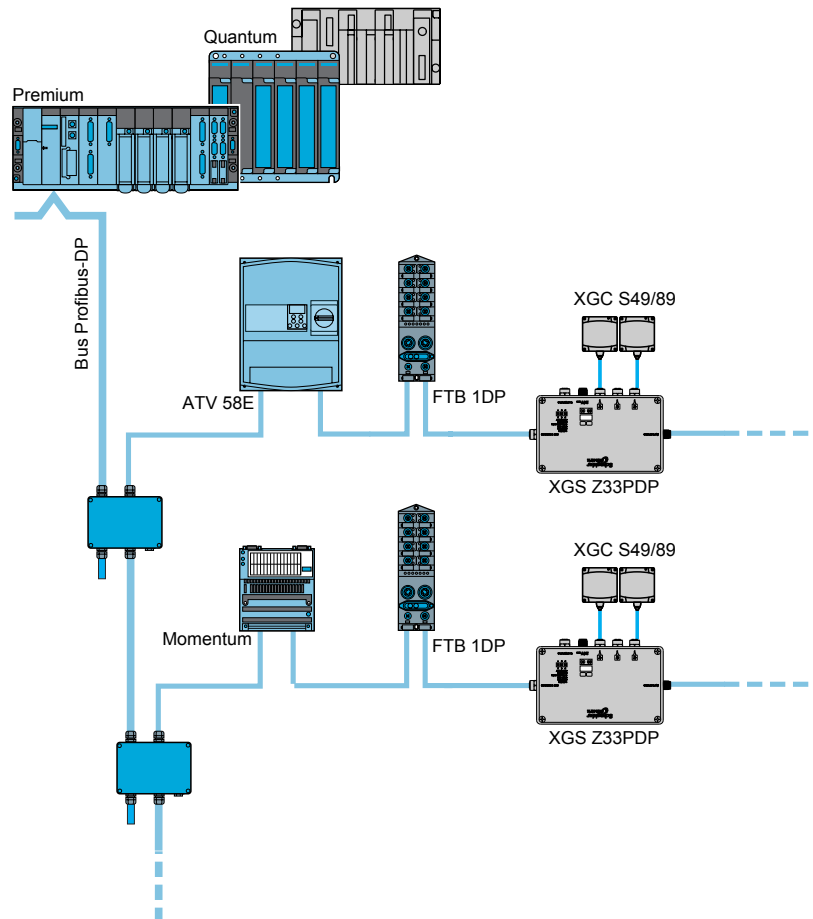 Quantum
Premium
Bus Profibus-DP
XGC S49/89
ATV 58E
FTB 1DP
XGS Z33PDP
XGC S49/89
Momentum
FTB 1DP
XGS Z33PDP